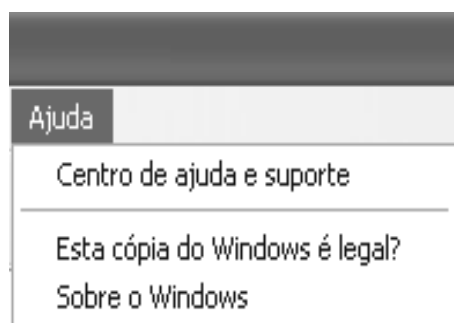 Ajuda
Centro de ajuda e suporte
Esta cópia do Windows é legal?
Sobre o Windows